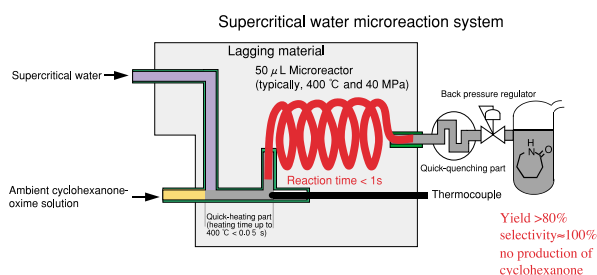 Supercritical water microreaction system
Lagging material
50 μL Microreactor
(typically, 400 ℃ and 40 MPa)
Supercritical water
Back pressure regulator
Quick-quenching part
H
N
O
Reaction time < 1s
Thermocouple
Ambient cyclohexanone-
oxime solution
Quick-heating part
(heating time up to
400 ℃ < 0.05 s)
Yield >80%
selectivity≈100%
no production of
cyclohexanone